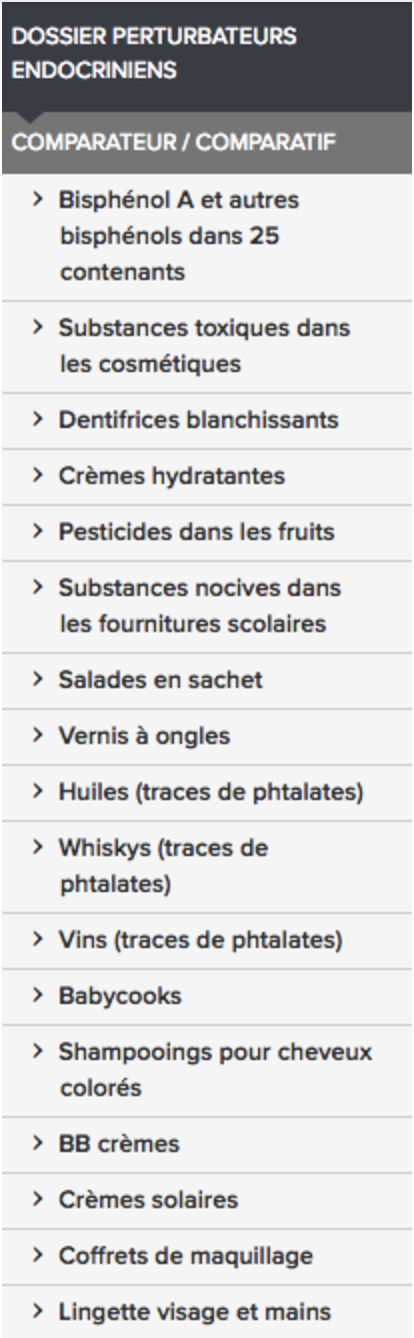 DOSSIER PERTURBATEURS
ENDOCRINIENS
COMPARATEUR / COMPARATIF
> Bisphénol A et autres
bisphénols dans 25
contenants
> Substances toxiques dans
les cosmétiques
> Dentifrices blanchissants
> Crèmes hydratantes
> Pesticides dans les fruits
> Substances nocives dans
les fournitures scolaires
> Salades en sachet
> Vernis à ongles
> Huiles (traces de phtalates)
> Whiskys (traces de
phtalates)
> Vins (traces de phtalates)
> Babycooks
> Shampooings pour cheveux
colorés
> BB crèmes
> Crèmes solaires
> Coffrets de maquillage
> Lingette visage et mains